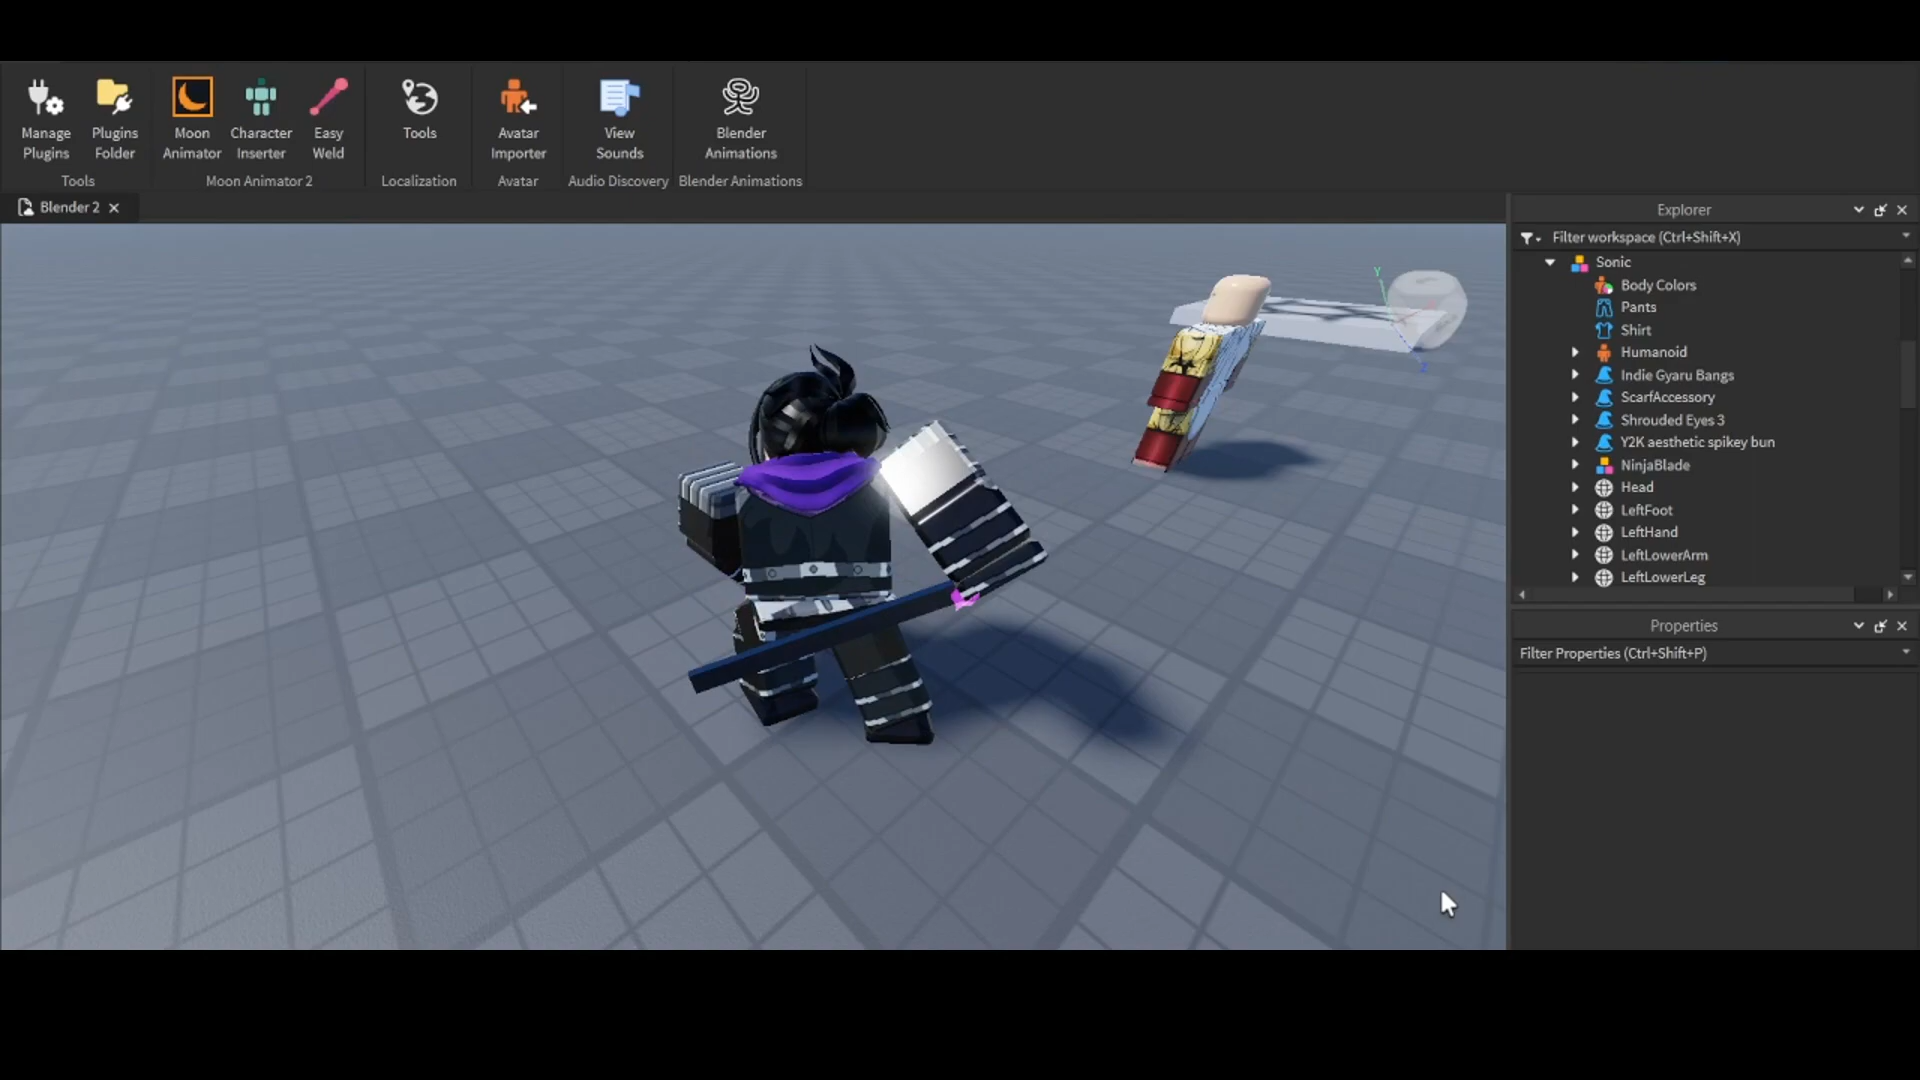 Manage Plugins
Plugins Folder
Moon Animator
Character Inserter
Easy Weld
Tools
Avatar Importer
View Sounds
Blender Animations
Tools
Moon Animator 2
Localization
Avatar
Audio Discovery
Blender Animations
Blender 2
Y
Z
Explorer
Filter workspace (Ctrl+Shift+X)
Sonic
Body Colors
Pants
Shirt
Humanoid
Indie Gyaru Bangs
ScarfAccessory
Shrouded Eyes 3
Y2K aesthetic spikey bun
NinjaBlade
Head
LeftFoot
LeftHand
LeftLowerArm
LeftLowerLeg
Properties
Filter Properties (Ctrl+Shift+P)